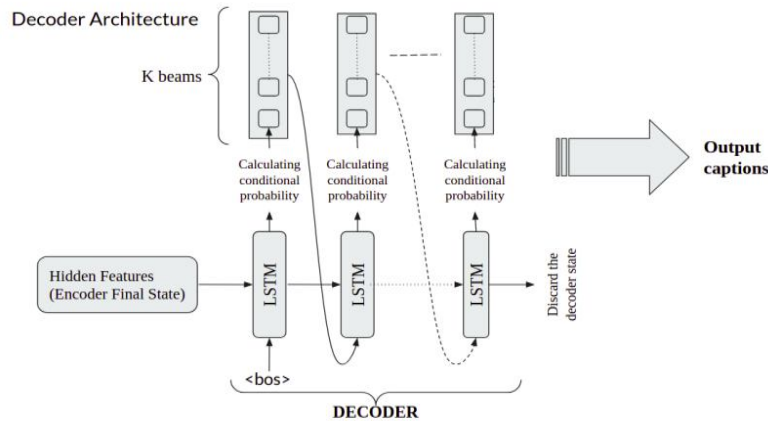 Decoder Architecture
K beams
Calculating
conditional
probability
Calculating
conditional
probability
Calculating
conditional
probability
Output
captions
Hidden Features
(Encoder Final State)
LSTM
LSTM
LSTM
Discard the
decoder state
<bos>
DECODER